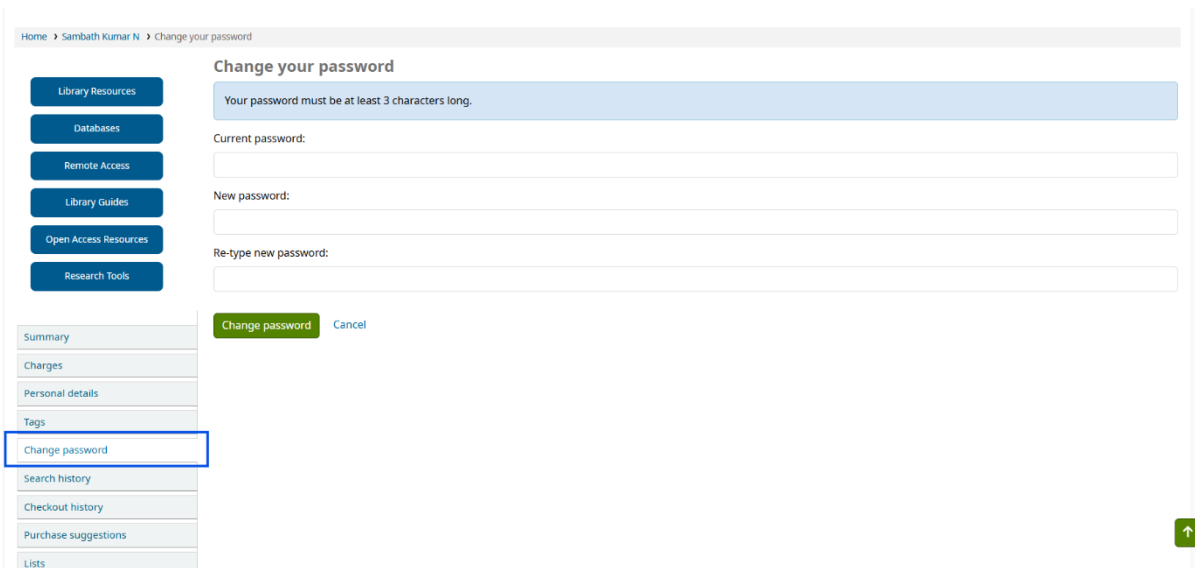 Home > Sambath Kumar N > Change your password
Library Resources
Databases
Remote Access
Library Guides
Open Access Resources
Research Tools
Summary
Charges
Personal details
Tags
Change password
Search history
Checkout history
Purchase suggestions
Lists
Change your password
Your password must be at least 3 characters long.
Current password:
New password:
Re-type new password:
Change password Cancel